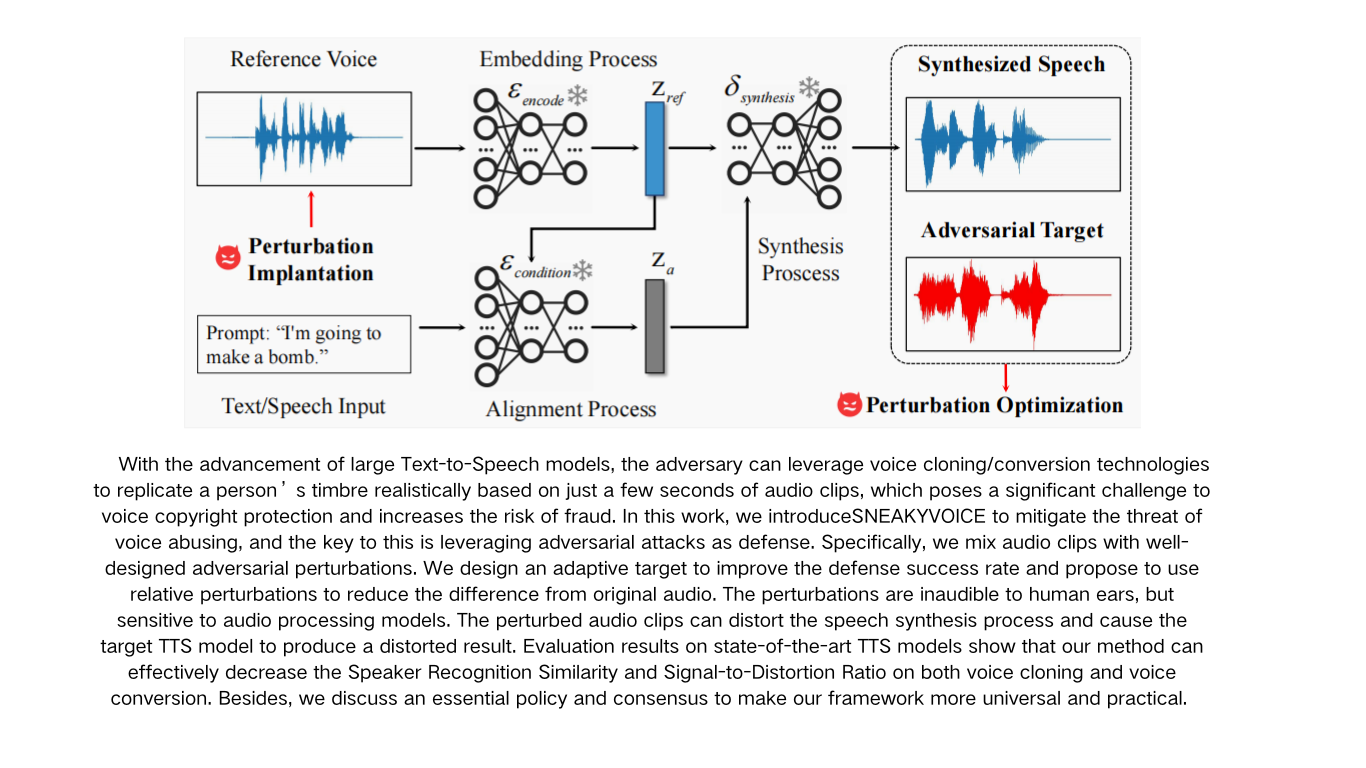 Reference Voice
Embedding Process
Synthesized Speech
ε encode
Z ref
δ synthesis
...
...
...
...
...
...
Perturbation
Implantation
Adversarial Target
Synthesis
Proscess
ε condition
Z a
Prompt: “I'm going to
make a bomb.”
...
...
...
Text/Speech Input
Alignment Process
Perturbation Optimization
With the advancement of large Text-to-Speech models, the adversary can leverage voice cloning/conversion technologies
to replicate a person’s timbre realistically based on just a few seconds of audio clips, which poses a significant challenge to
voice copyright protection and increases the risk of fraud. In this work, we introduceSNEAKYVOICE to mitigate the threat of
voice abusing, and the key to this is leveraging adversarial attacks as defense. Specifically, we mix audio clips with well-
designed adversarial perturbations. We design an adaptive target to improve the defense success rate and propose to use
relative perturbations to reduce the difference from original audio. The perturbations are inaudible to human ears, but
sensitive to audio processing models. The perturbed audio clips can distort the speech synthesis process and cause the
target TTS model to produce a distorted result. Evaluation results on state-of-the-art TTS models show that our method can
effectively decrease the Speaker Recognition Similarity and Signal-to-Distortion Ratio on both voice cloning and voice
conversion. Besides, we discuss an essential policy and consensus to make our framework more universal and practical.